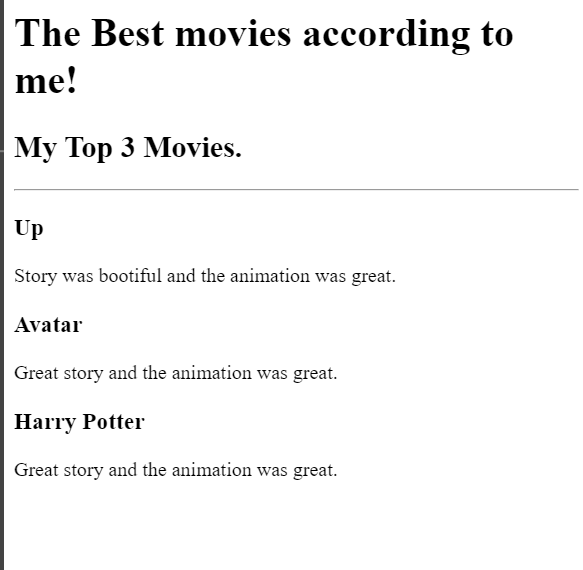 The Best movies according to
me!
My Top 3 Movies.
Up
Story was bootiful and the animation was great.
Avatar
Great story and the animation was great.
Harry Potter
Great story and the animation was great.